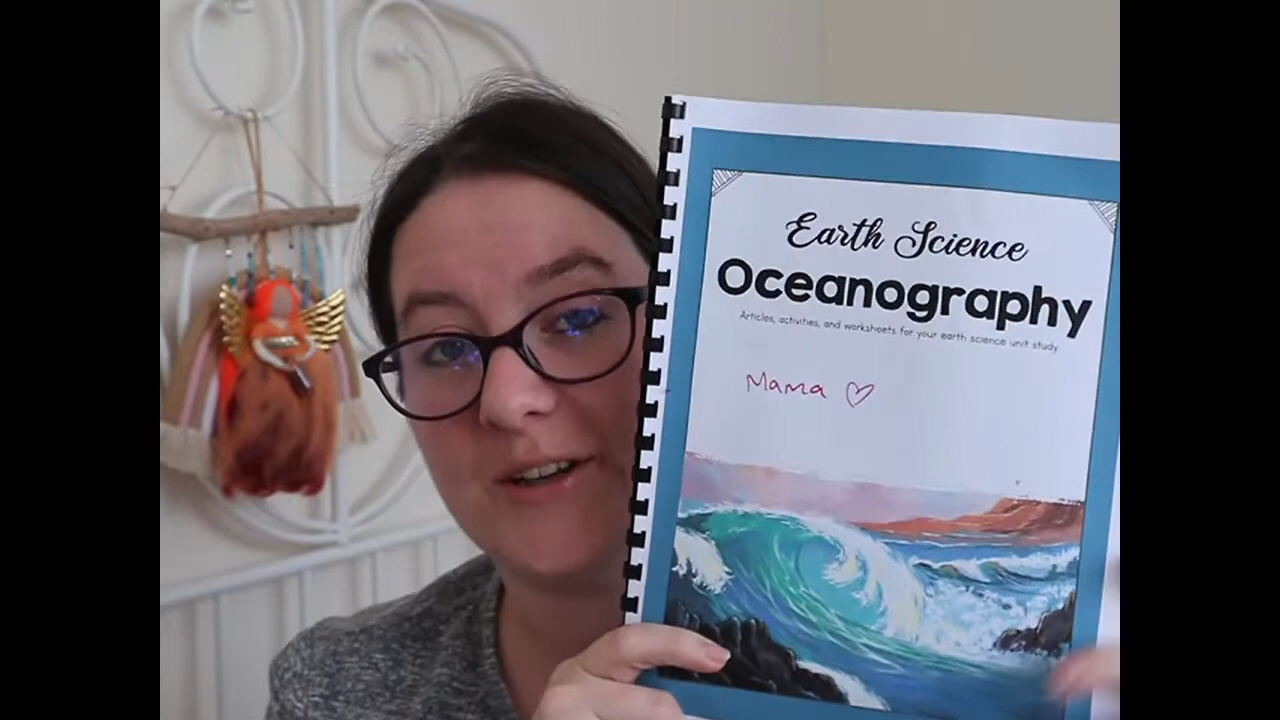 Earth Science
Oceanography
Articles, activities, and worksheets for your earth science unit study
Mama ♡